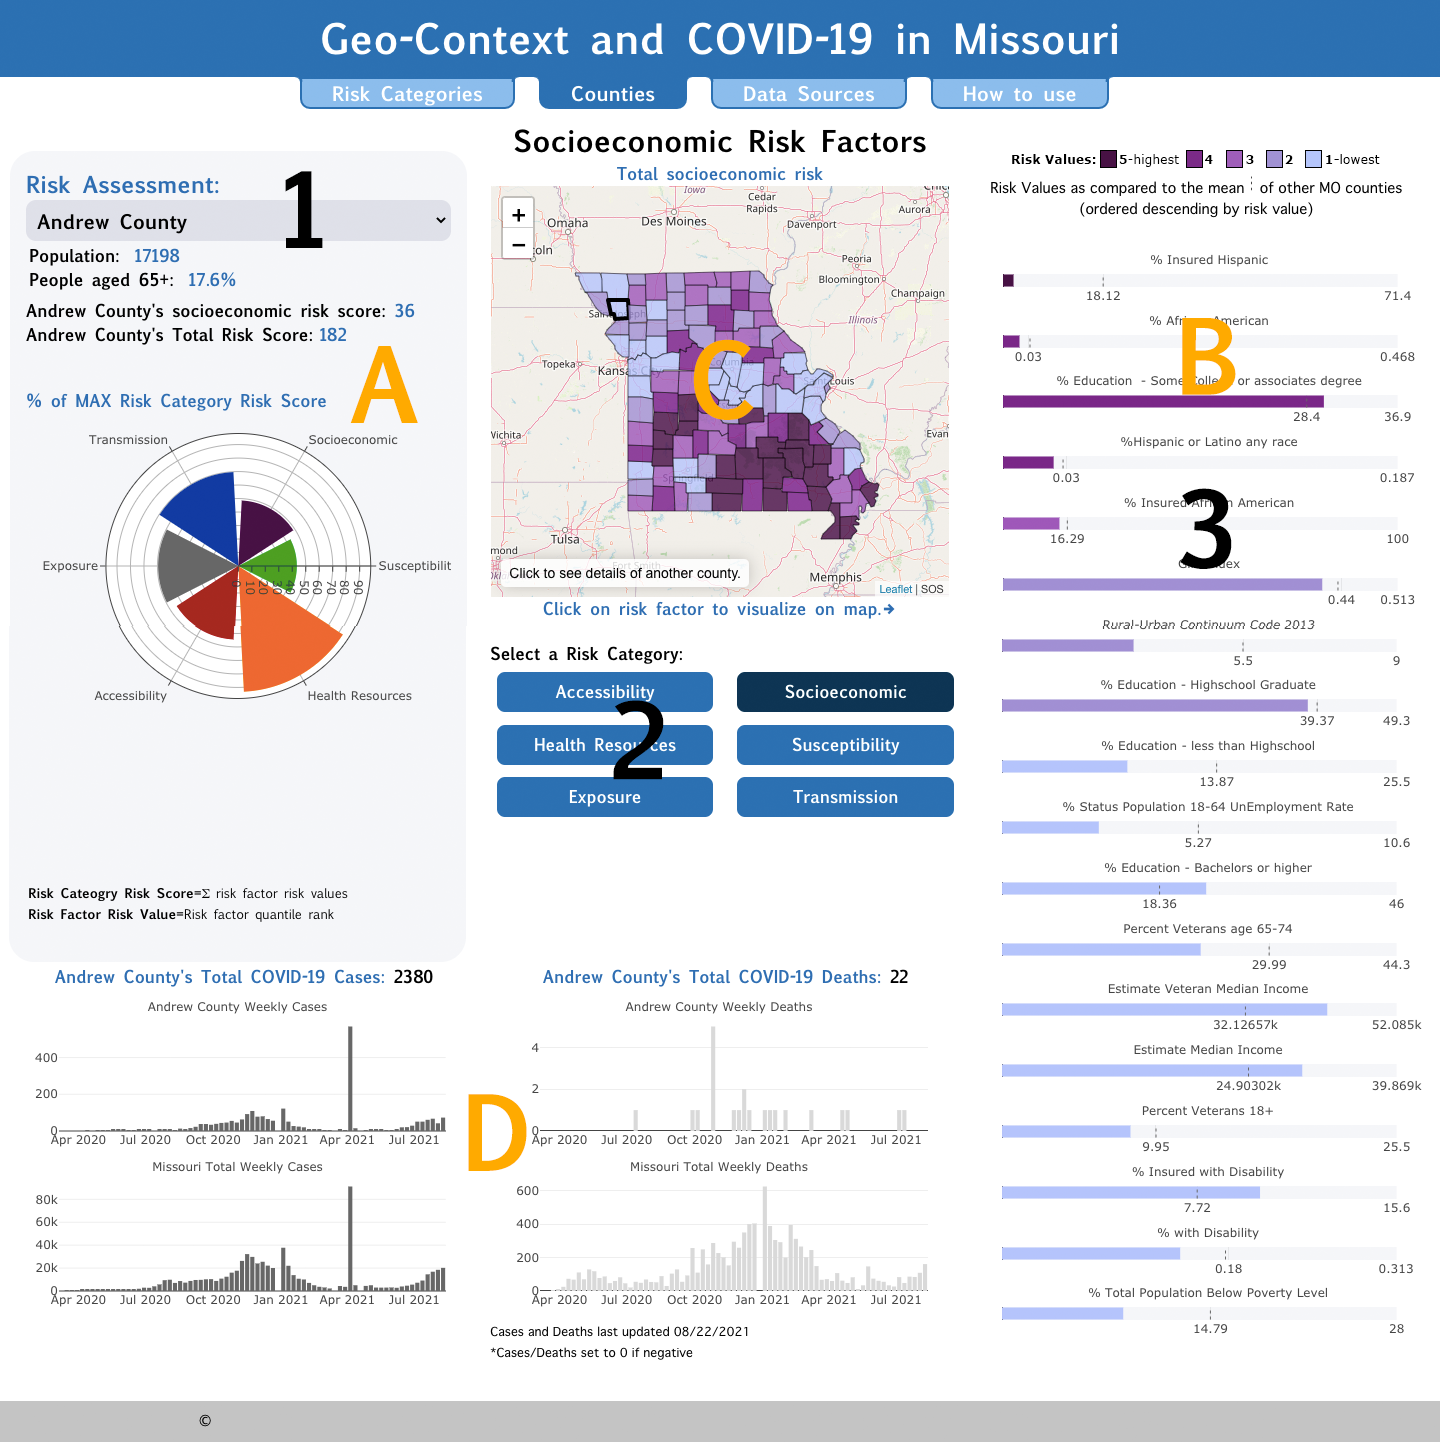 Geo-Context and COVID-19 in Missouri
Risk Categories
Counties
Data Sources
How to use
Risk Assessment:
1
Andrew County
Population: 17198
People aged 65+: 17.6%
Andrew County's socioeconomic risk score: 36
Andrew County's Total Risk Score: 182
A
% of MAX Risk Category Risk Score
Transmission
Socioeconomic
Exposure
Susceptibilit
0 10 20 30 40 50 60 70 80 90
Accessibility
Health Resources
Risk Cateogry Risk Score=Σ risk factor risk values
Risk Factor Risk Value=Risk factor quantile rank
Socioeconomic Risk Factors
Total socioeconomic risk
+
−
Iowa
Cedar Rapids
Aurora
Omaha
Des Moines
Davenport
oln
Peoria
Bloomington
Champaign
Illinois
Topeka
Kansas
C
ouis
Wichita
Evan
Springfield
Tulsa
mond
Fort Smith
Memphis
Click to see details of another county.
Leaflet | SOS
Click on risk factor to visualize on map.
Select a Risk Category:
Accessibility
Socioeconomic
2
Health Resources
Susceptibility
Exposure
Transmission
Risk Values: 5-highest 4 3 2 1-lowest
Risk Values as compared to the mean of other MO counties
(ordered descending by risk value)
% Insured Hispanic
18.12 71.4
B
0.03 0.468
28.4 36.9
%Hispanic or Latino any race
0.03 0.187
3
16.29 100
0.44 0.513
Rural-Urban Continuum Code 2013
5.5 9
% Education - Highschool Graduate
39.37 49.3
% Education - less than Highschool
13.87 25.5
% Status Population 18-64 UnEmployment Rate
5.27 10.6
% Education - Bachelors or higher
18.36 46
Percent Veterans age 65-74
29.99 44.3
Estimate Veteran Median Income
32.12657k 52.085k
Estimate Median Income
24.90302k 39.869k
Percent Veterans 18+
9.95 25.5
% Insured with Disability
7.72 15.6
% with Disability
0.18 0.313
% Total Population Below Poverty Level
14.79 28
Andrew County's Total COVID-19 Cases: 2380
Andrew County Weekly Cases
400
200
0
Apr 2020 Jul 2020 Oct 2020 Jan 2021 Apr 2021 Jul 2021
Missouri Total Weekly Cases
80k
60k
40k
20k
0
Apr 2020 Jul 2020 Oct 2020 Jan 2021 Apr 2021 Jul 2021
D
Andrew County's Total COVID-19 Deaths: 22
Andrew County Weekly Deaths
4
2
0
Apr 2020 Jul 2020 Oct 2020 Jan 2021 Apr 2021 Jul 2021
Missouri Total Weekly Deaths
600
400
200
0
Apr 2020 Jul 2020 Oct 2020 Jan 2021 Apr 2021 Jul 2021
Cases and Deaths last updated 08/22/2021
*Cases/Deaths set to 0 if negative
©